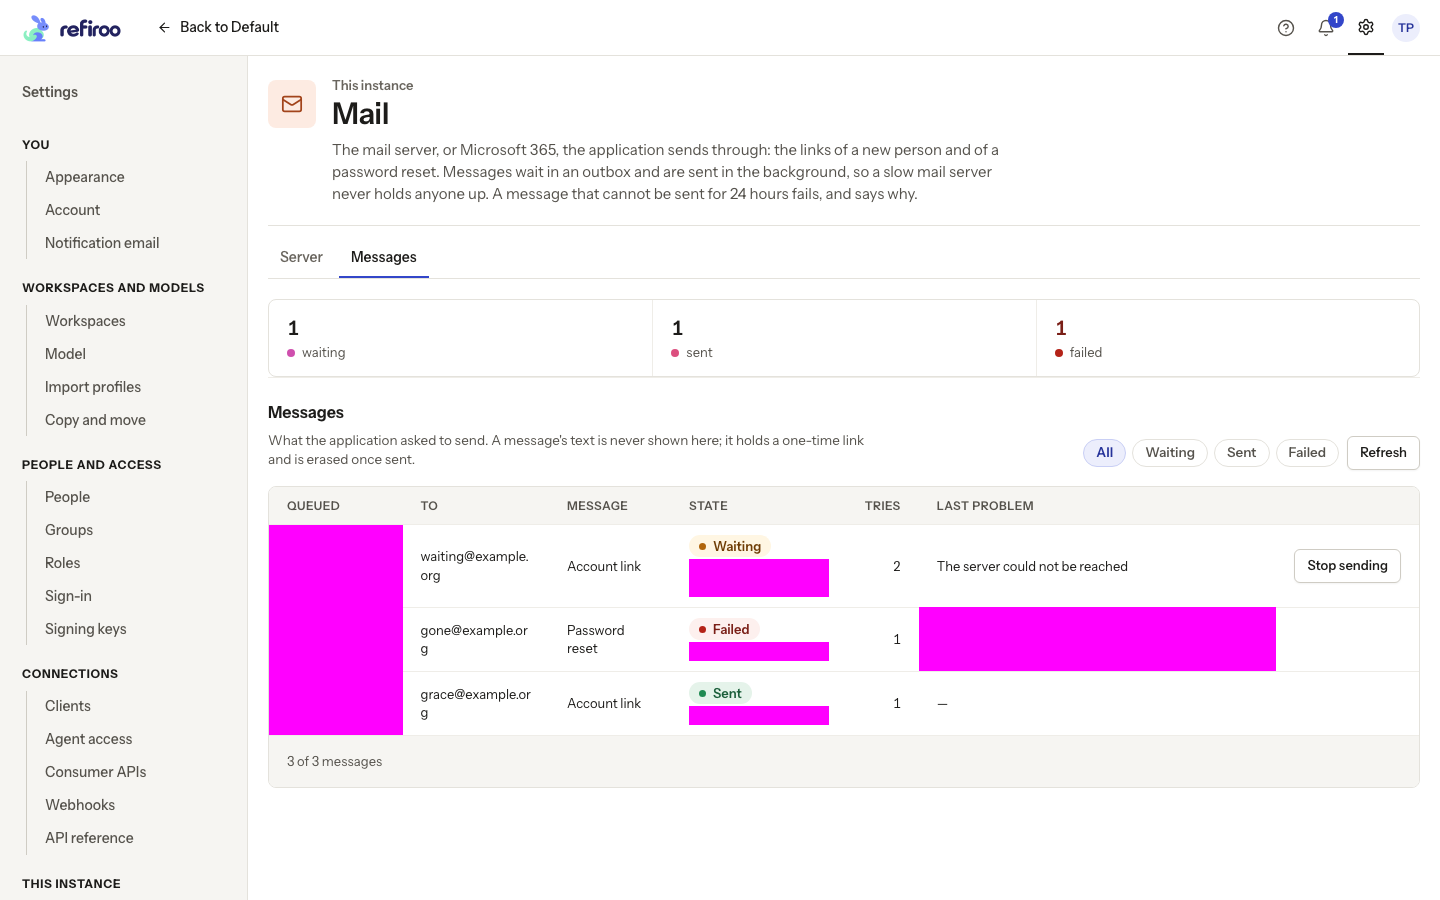 refiroo
Back to Default
1
TP
Settings
YOU
Appearance
Account
Notification email
WORKSPACES AND MODELS
Workspaces
Model
Import profiles
Copy and move
PEOPLE AND ACCESS
People
Groups
Roles
Sign-in
Signing keys
CONNECTIONS
Clients
Agent access
Consumer APIs
Webhooks
API reference
THIS INSTANCE
This instance
Mail
The mail server, or Microsoft 365, the application sends through: the links of a new person and of a
password reset. Messages wait in an outbox and are sent in the background, so a slow mail server
never holds anyone up. A message that cannot be sent for 24 hours fails, and says why.
Server Messages
1 1 1
waiting sent failed
Messages
What the application asked to send. A message's text is never shown here; it holds a one-time link
and is erased once sent.
All Waiting Sent Failed Refresh
QUEUED TO MESSAGE STATE TRIES LAST PROBLEM
waiting@example.
org
Account link Waiting 2 The server could not be reached Stop sending
gone@example.or
g
Password
reset
Failed 1
grace@example.or
g
Account link Sent 1 —
3 of 3 messages